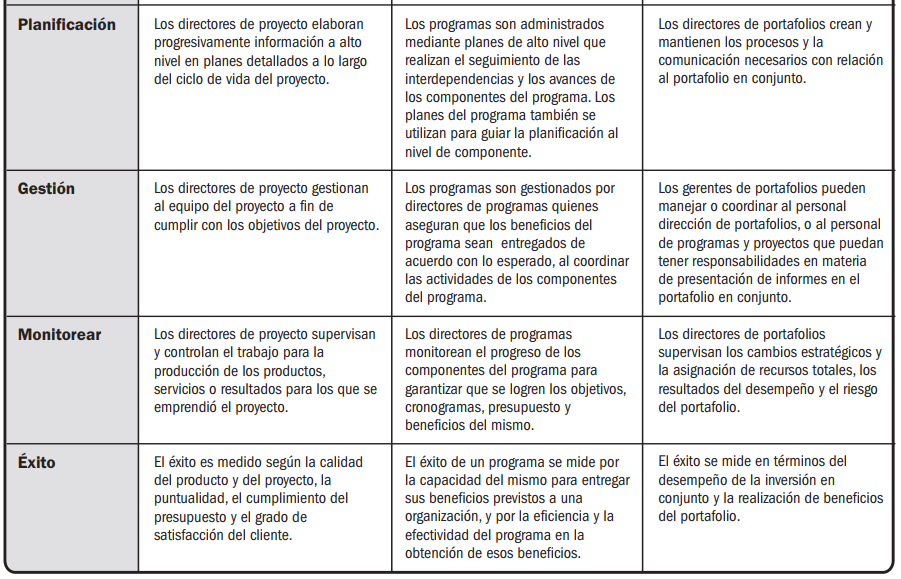 Planificación
Los directores de proyecto elaboran
progresivamente información a alto
nivel en planes detallados a lo largo
del ciclo de vida del proyecto.
Los programas son administrados
mediante planes de alto nivel que
realizan el seguimiento de las
interdependencias y los avances de
los componentes del programa. Los
planes del programa también se
utilizan para guiar la planificación al
nivel de componente.
Los directores de portafolios crean y
mantienen los procesos y la
comunicación necesarios con relación
al portafolio en conjunto.
Gestión
Los directores de proyecto gestionan
al equipo del proyecto a fin de
cumplir con los objetivos del proyecto.
Los programas son gestionados por
directores de programas quienes
aseguran que los beneficios del
programa sean entregados de
acuerdo con lo esperado, al coordinar
las actividades de los componentes
del programa.
Los gerentes de portafolios pueden
manejar o coordinar al personal
dirección de portafolios, o al personal
de programas y proyectos que puedan
tener responsabilidades en materia
de presentación de informes en el
portafolio en conjunto.
Monitorear
Los directores de proyecto supervisan
y controlan el trabajo para la
producción de los productos,
servicios o resultados para los que se
emprendió el proyecto.
Los directores de programas
monitorean el progreso de los
componentes del programa para
garantizar que se logren los objetivos,
cronogramas, presupuesto y
beneficios del mismo.
Los directores de portafolios
supervisan los cambios estratégicos y
la asignación de recursos totales, los
resultados del desempeño y el riesgo
del portafolio.
Éxito
El éxito es medido según la calidad
del producto y del proyecto, la
puntualidad, el cumplimiento del
presupuesto y el grado de
satisfacción del cliente.
El éxito de un programa se mide por
la capacidad del mismo para entregar
sus beneficios previstos a una
organización, y por la eficiencia y la
efectividad del programa en la
obtención de esos beneficios.
El éxito se mide en términos del
desempeño de la inversión en
conjunto y la realización de beneficios
del portafolio.